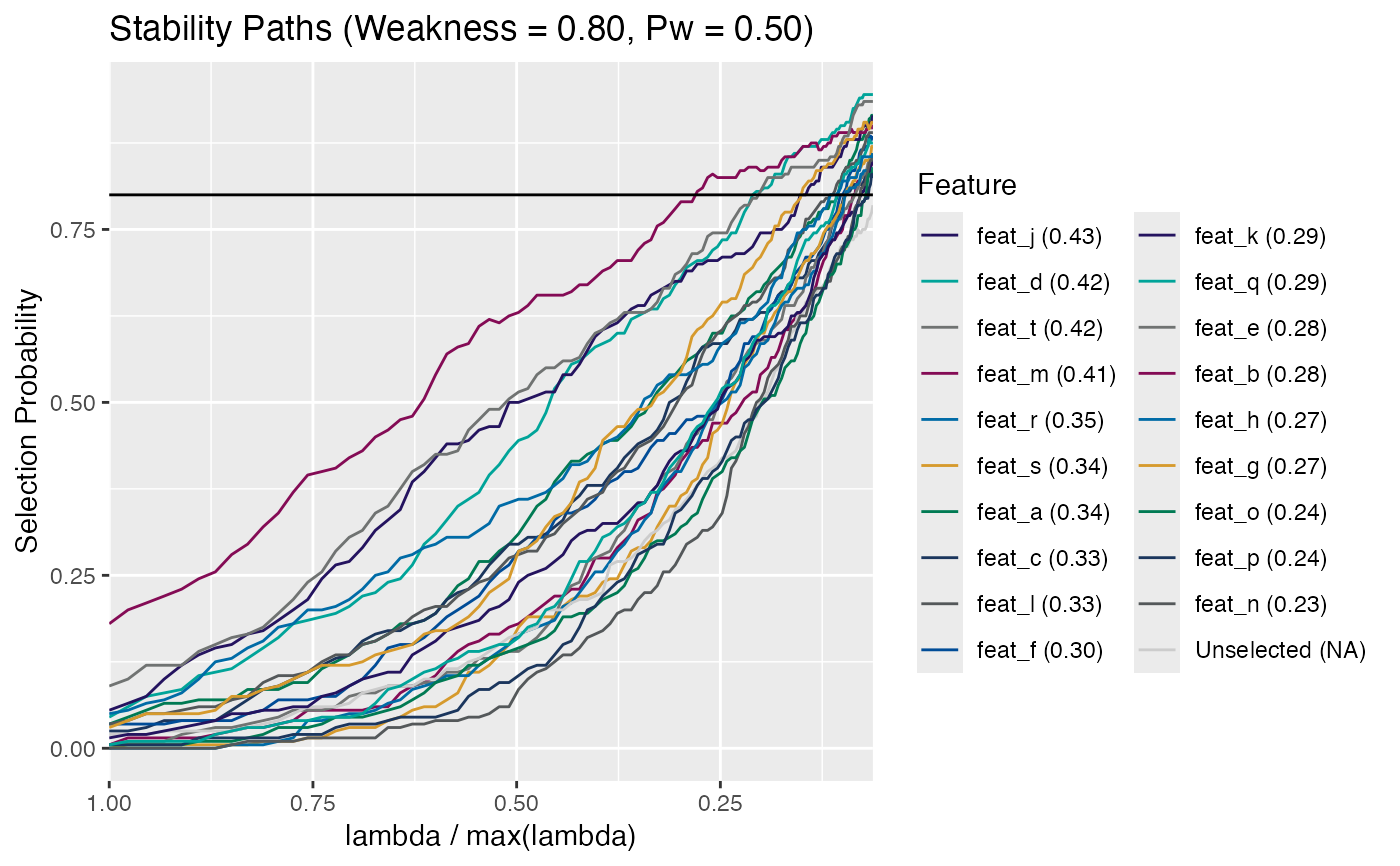 Stability Paths (Weakness = 0.80, Pw = 0.50)
Selection Probability
0.75
0.50
0.25
0.00
1.00
0.75
0.50
0.25
lambda / max(lambda)
Feature
feat_j (0.43)
feat_d (0.42)
feat_t (0.42)
feat_m (0.41)
feat_r (0.35)
feat_s (0.34)
feat_a (0.34)
feat_c (0.33)
feat_l (0.33)
feat_f (0.30)
feat_k (0.29)
feat_q (0.29)
feat_e (0.28)
feat_b (0.28)
feat_h (0.27)
feat_g (0.27)
feat_o (0.24)
feat_p (0.24)
feat_n (0.23)
Unselected (NA)